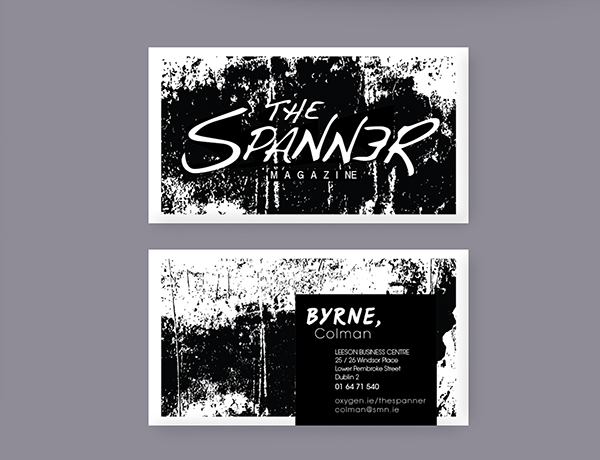 THE
SPANNER
MAGAZINE
BYRNE,
Colman
LEESON BUSINESS CENTRE
25 / 26 Windsor Place
Lower Pembroke Street
Dublin 2
01 64 71 540
oxygen.ie/thespanner
colman@smn.ie